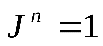 J^n = 1